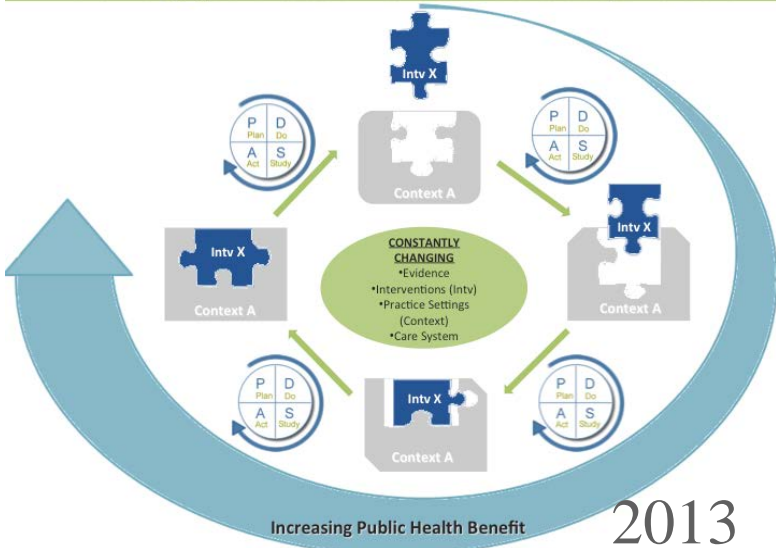 Intv X
P D
Plan Do
A S
Act Study
Context A
P D
Plan Do
A S
Act Study
Intv X
Context A
CONSTANTLY
CHANGING
•Evidence
•Interventions (Intv)
•Practice Settings
(Context)
•Care System
Intv X
Context A
P D
Plan Do
A S
Act Study
Intv X
Context A
P D
Plan Do
A S
Act Study
Increasing Public Health Benefit
2013